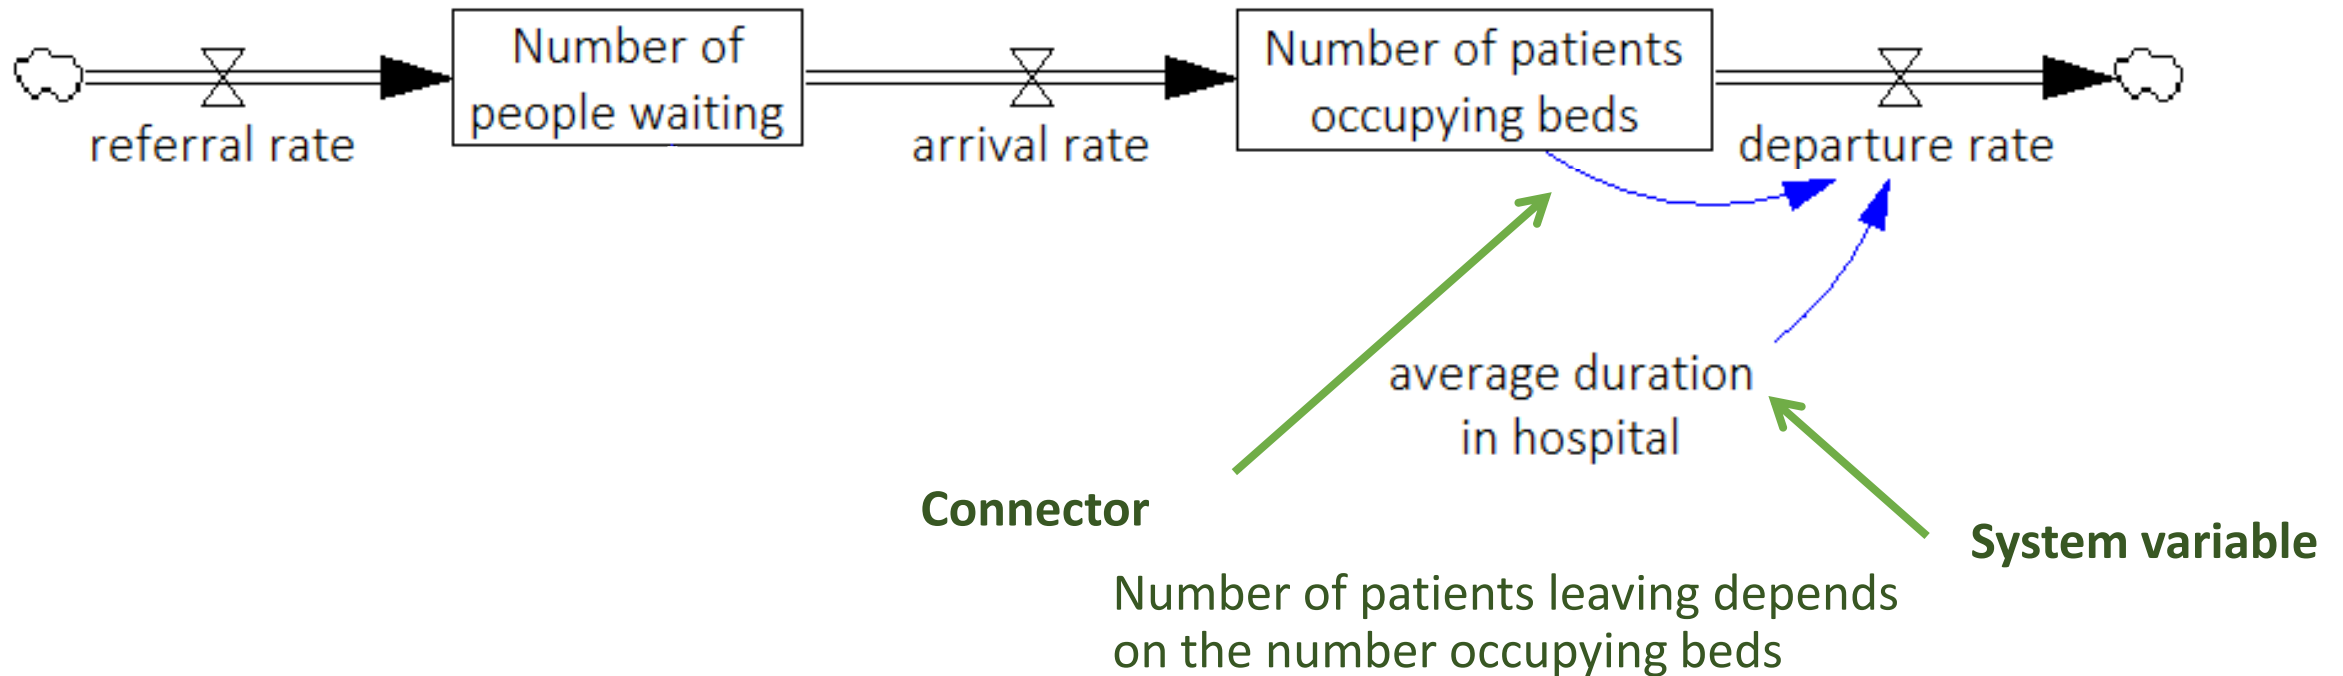 Number of
people waiting
Number of patients
occupying beds
referral rate
arrival rate
departure rate
average duration
in hospital
Connector
System variable
Number of patients leaving depends
on the number occupying beds